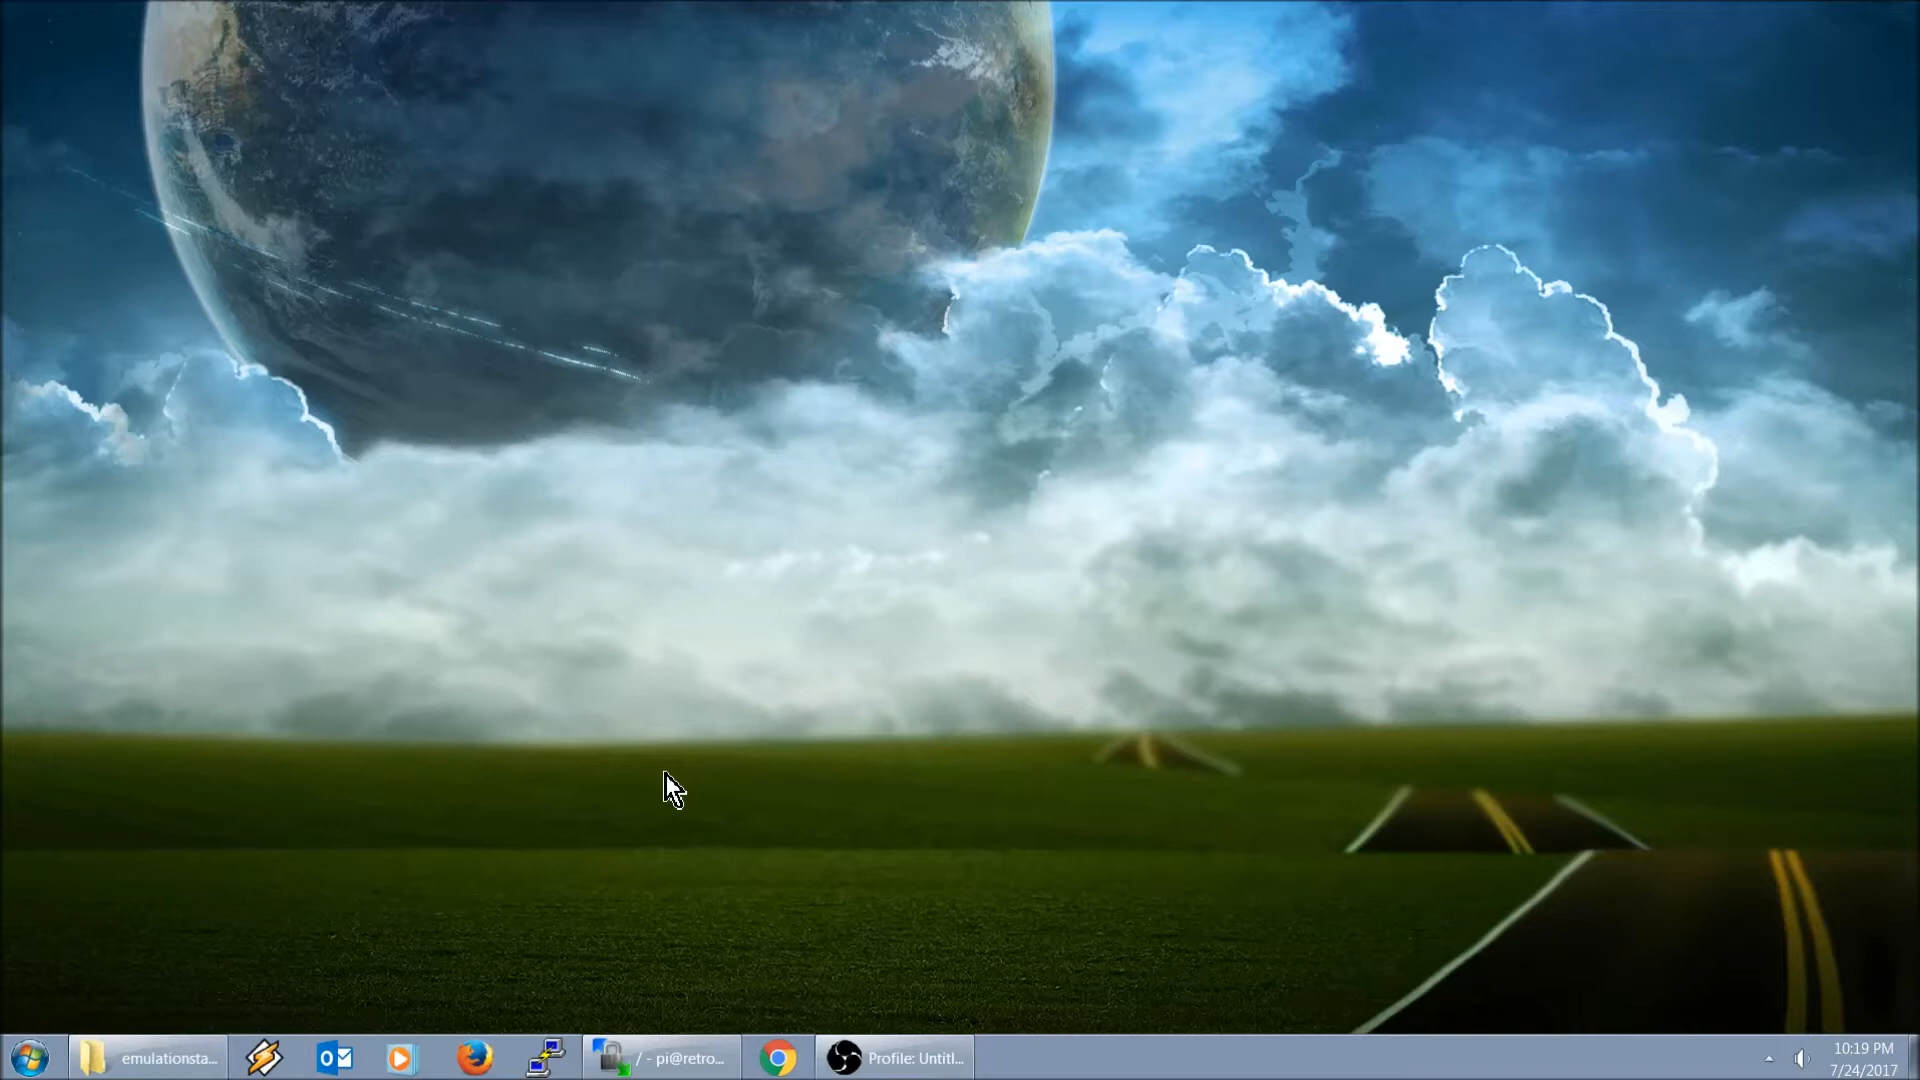 emulationsta...
/ - pi@retro...
Profile: Untitl...
10:19 PM
7/24/2017